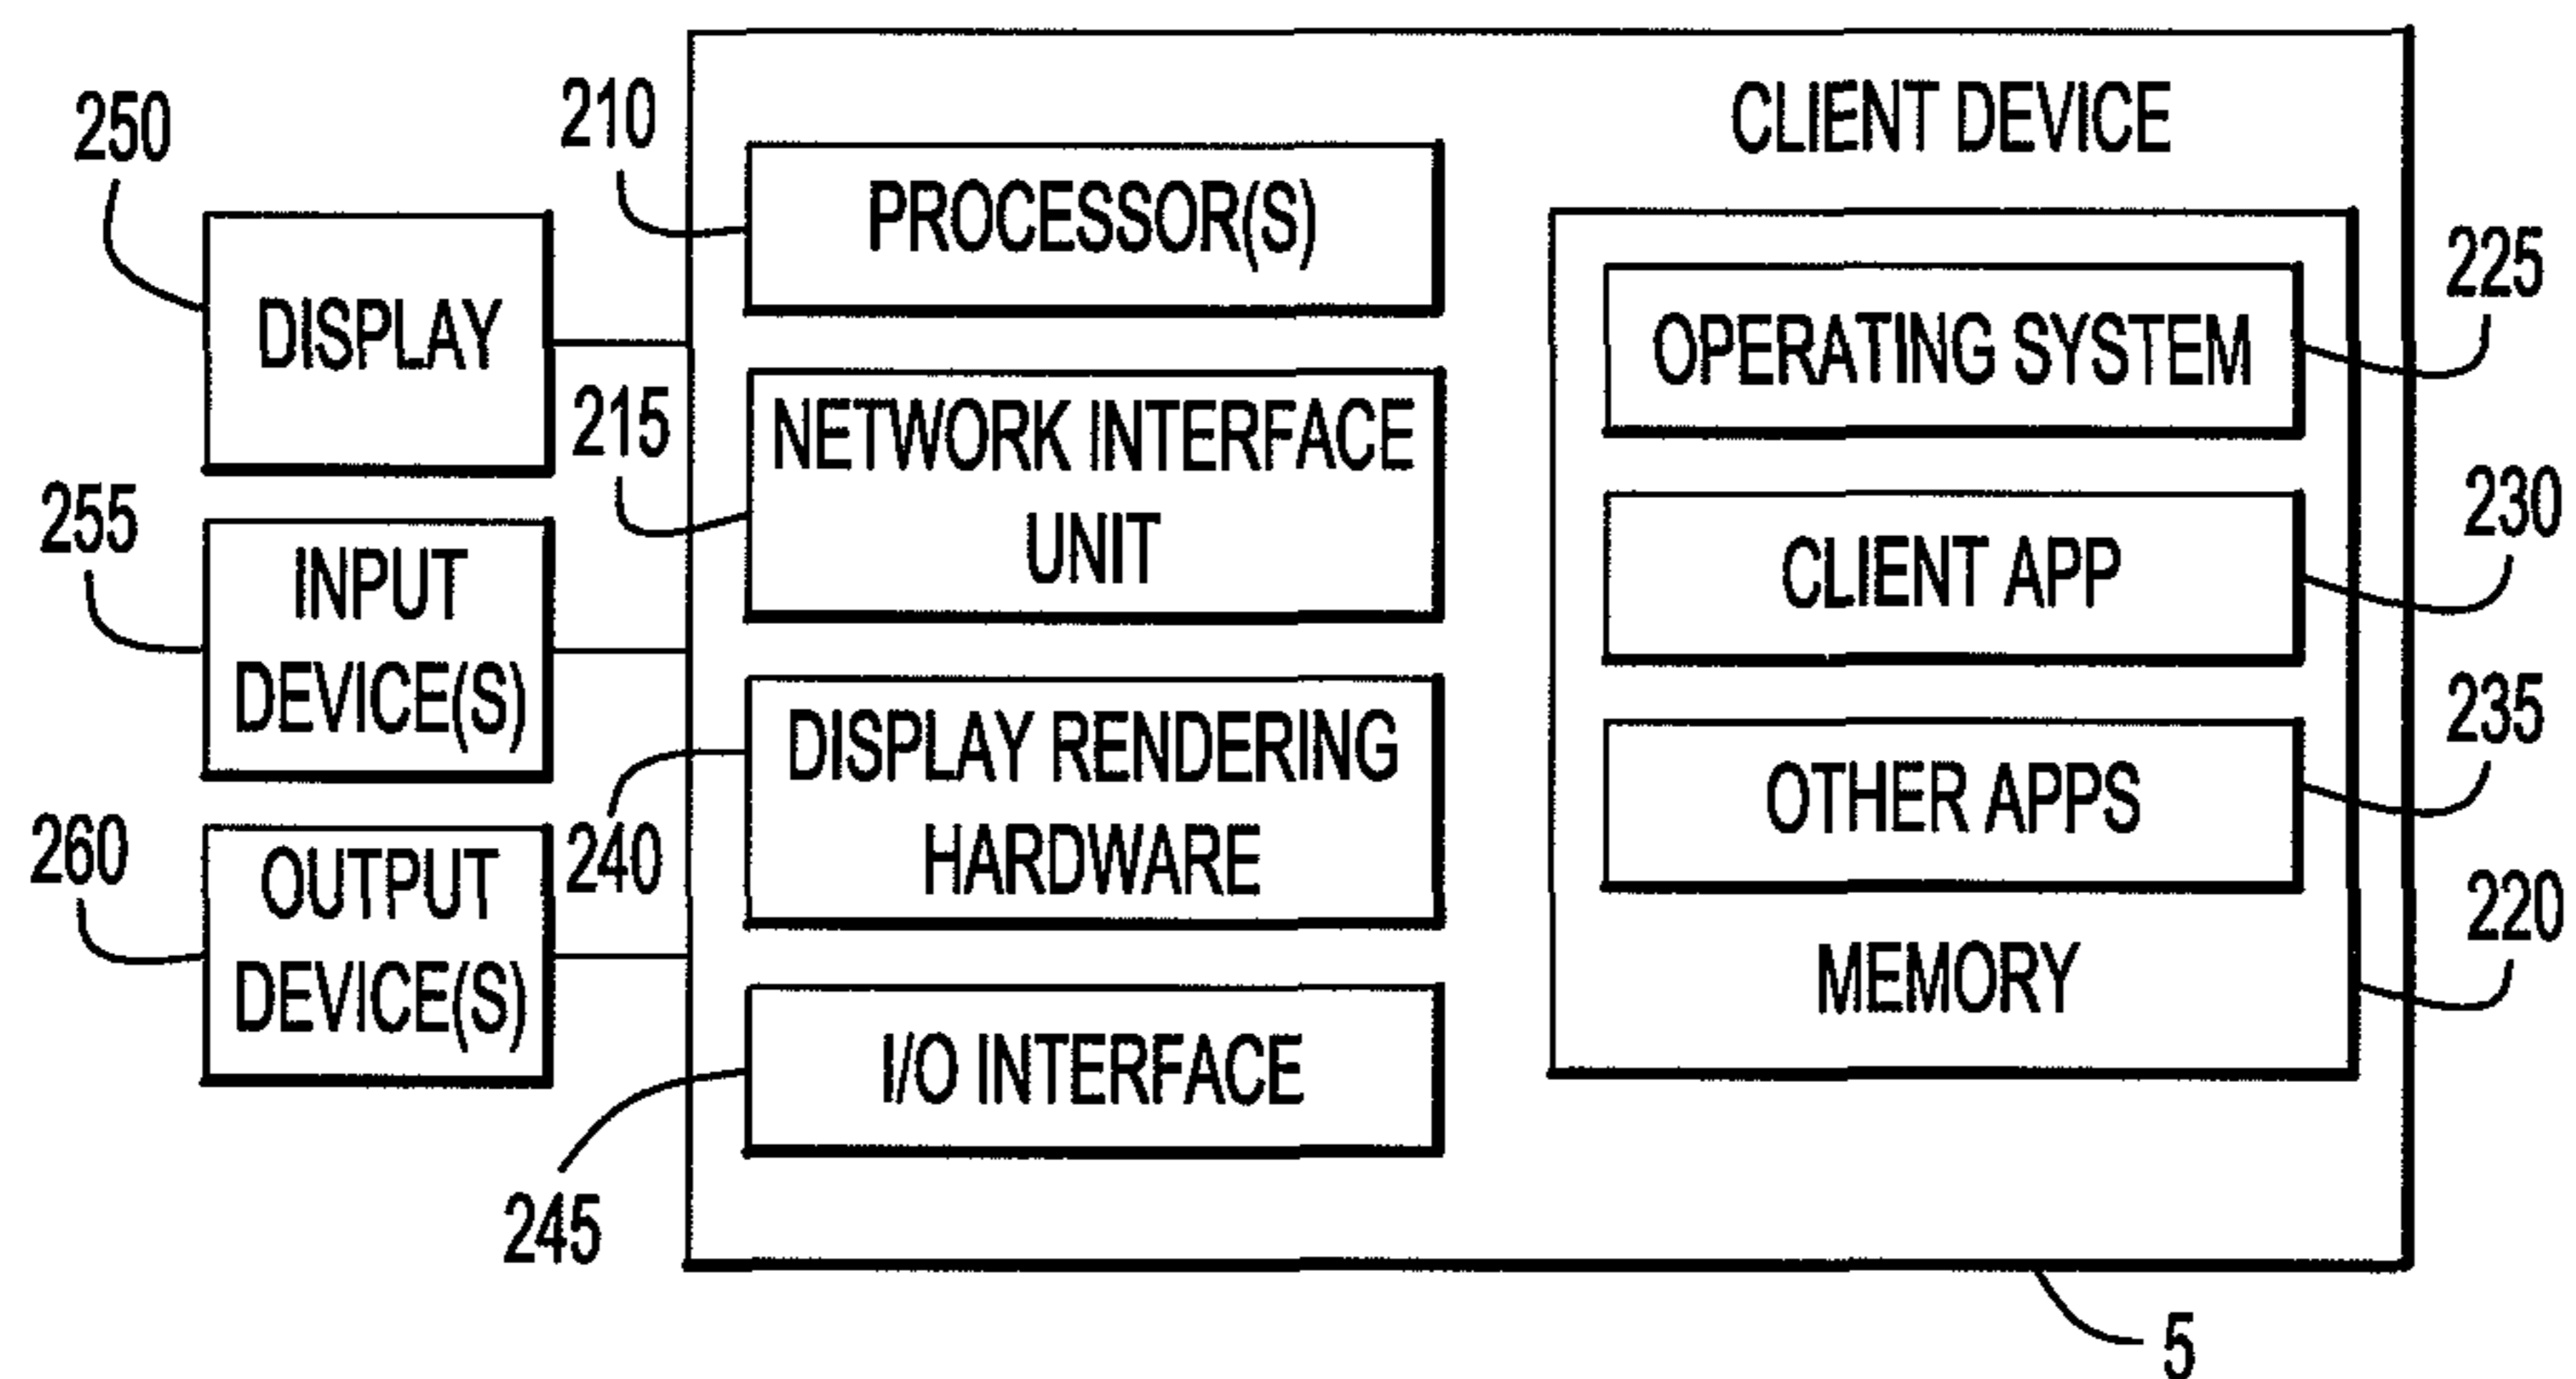 250
DISPLAY
255
INPUT
DEVICE(S)
260
OUTPUT
DEVICE(S)
CLIENT DEVICE
210
PROCESSOR(S)
215
NETWORK INTERFACE
UNIT
240
DISPLAY RENDERING
HARDWARE
245
I/O INTERFACE
OPERATING SYSTEM
225
CLIENT APP
230
OTHER APPS
235
MEMORY
220
5